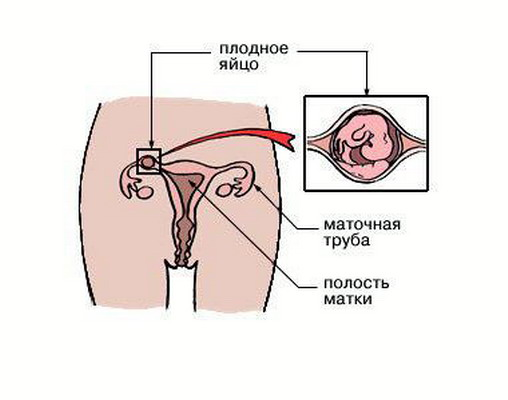 плодное
яйцо
маточная
труба
полость
матки